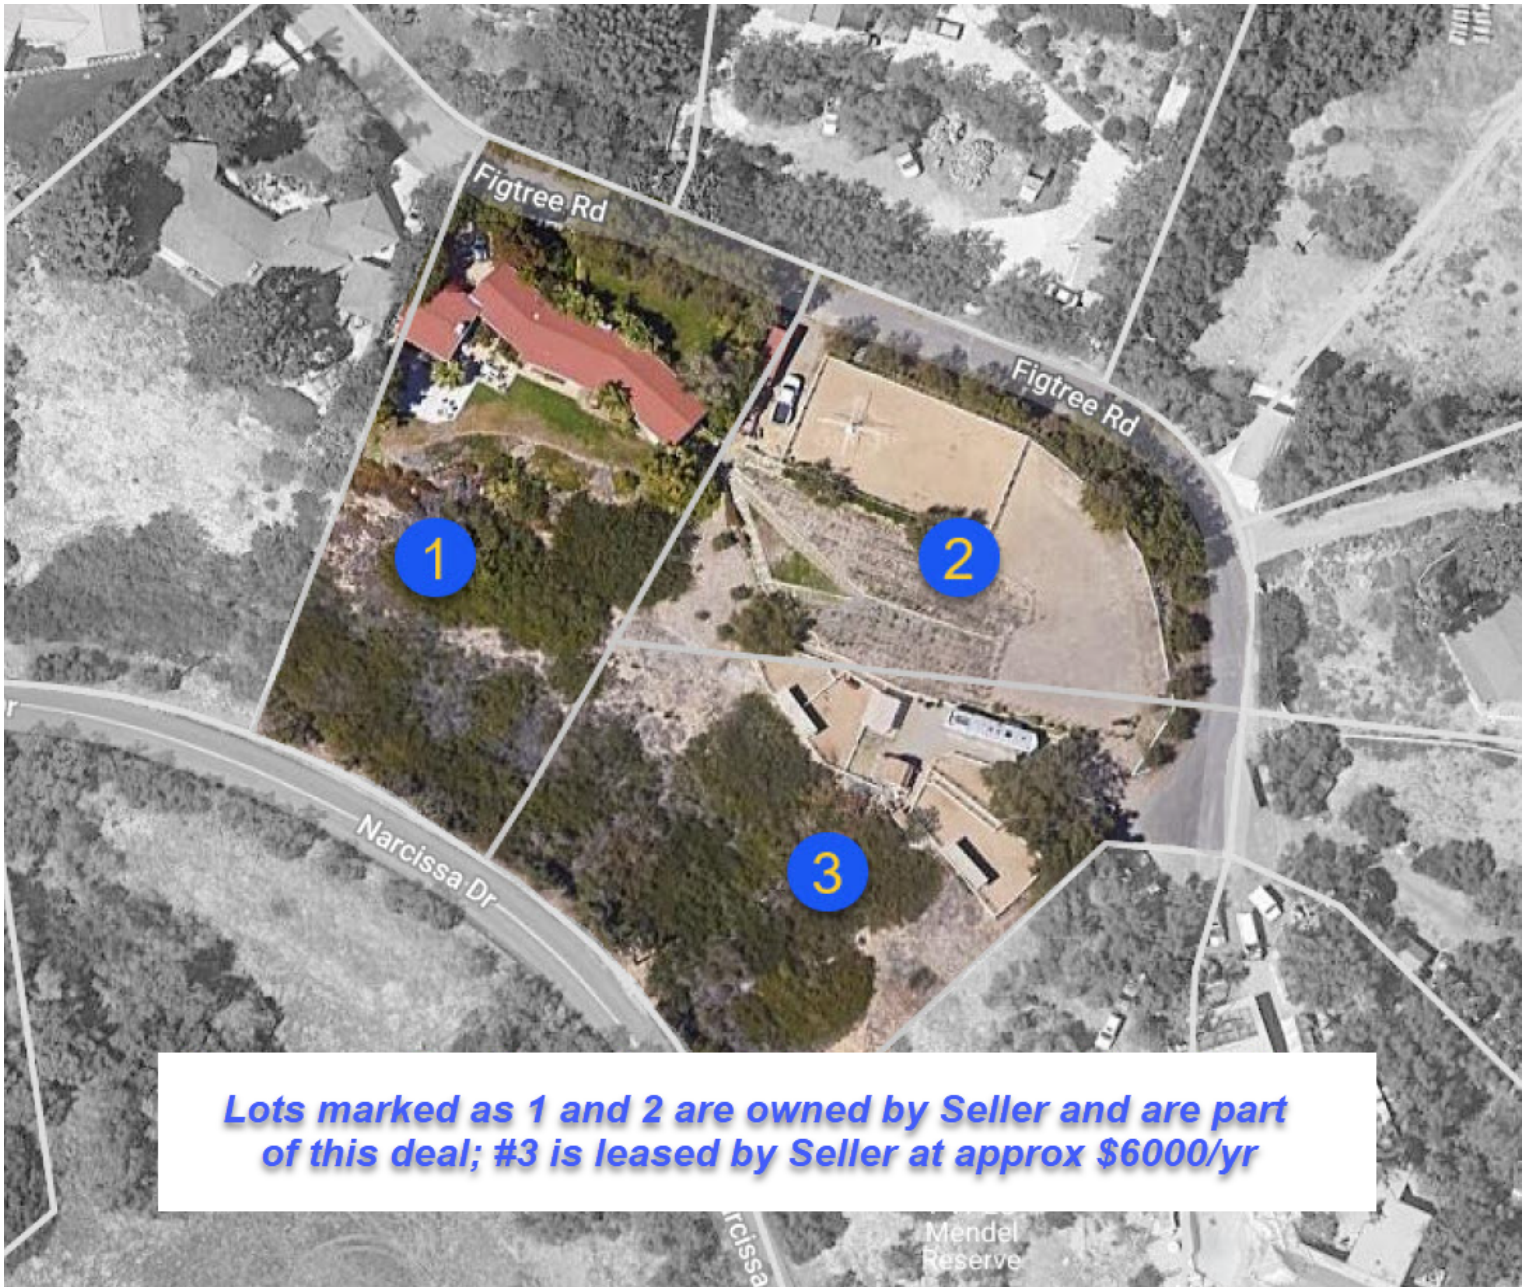 Figtree Rd
Figtree Rd
1
2
Narcissa Dr
3
Lots marked as 1 and 2 are owned by Seller and are part
of this deal; #3 is leased by Seller at approx $6000/yr
Mendel
Reserve